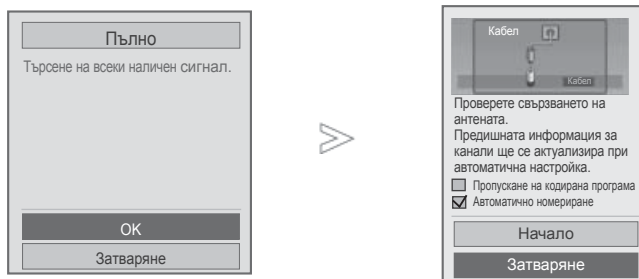 Пълно
Търсене на всеки наличен сигнал.
OK
Затваряне
Кабел
Кабел
Проверете свързването на
антената.
Предишната информация за
канали ще се актуализира при
автоматична настройка.
Пропускане на кодирана програма
Автоматично номериране
Начало
Затваряне